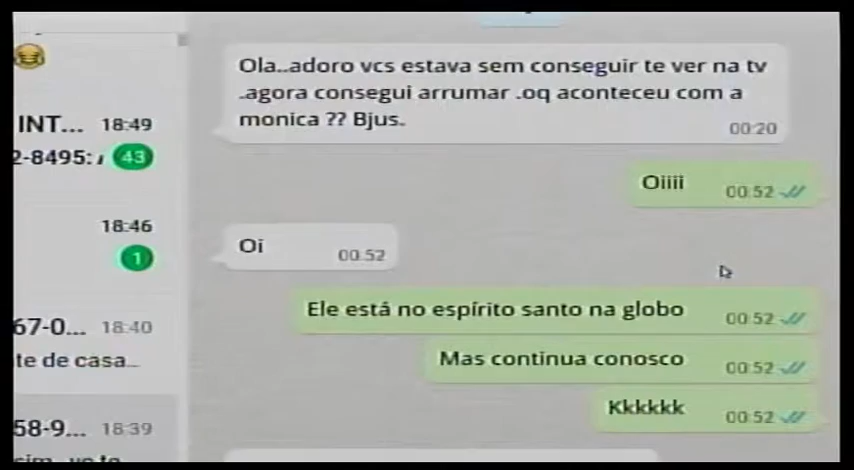 INT...
18:49
2-8495:
43
18:46
1
67-0...
18:40
te de casa...
58-9...
18:39
Ola..adoro vcs estava sem conseguir te ver na tv
.agora consegui arrumar .oq aconteceu com a
monica ?? Bjus.
00:20
Oiiii
00:52
Oi
00:52
Ele está no espírito santo na globo
00:52
Mas continua conosco
00:52
Kkkkkk
00:52